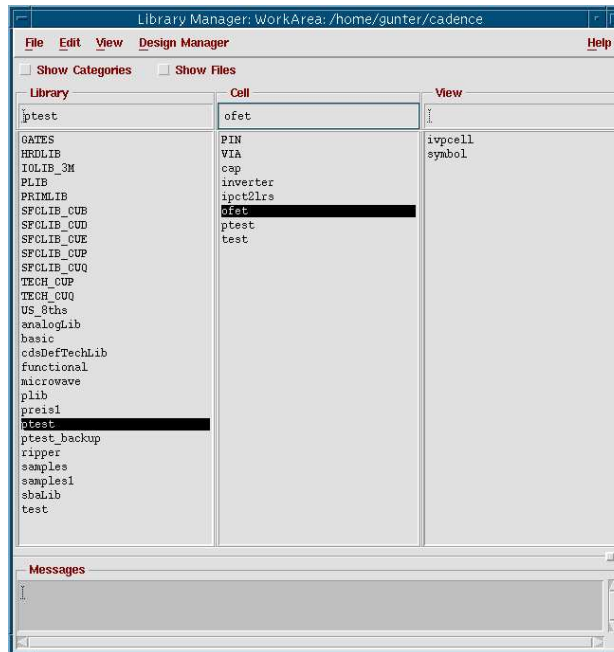 Library Manager: WorkArea: /home/gunter/cadence
File Edit View Design Manager Help
Show Categories Show Files
Library
ptest
GATES
HRDLIB
IOLIB_3M
PLIB
PRIMLIB
SFCLIB_CUB
SFCLIB_CUD
SFCLIB_CUE
SFCLIB_CUP
SFCLIB_CUQ
TECH_CUP
TECH_CUQ
US_8ths
analogLib
basic
cdsDefTechLib
functional
microwave
plib
preis1
ptest
ptest_backup
ripper
samples
samples1
sbaLib
test
Cell
ofet
PIN
VIA
cap
inverter
ipct2lrs
ofet
ptest
test
View
ivpcell
symbol
Messages